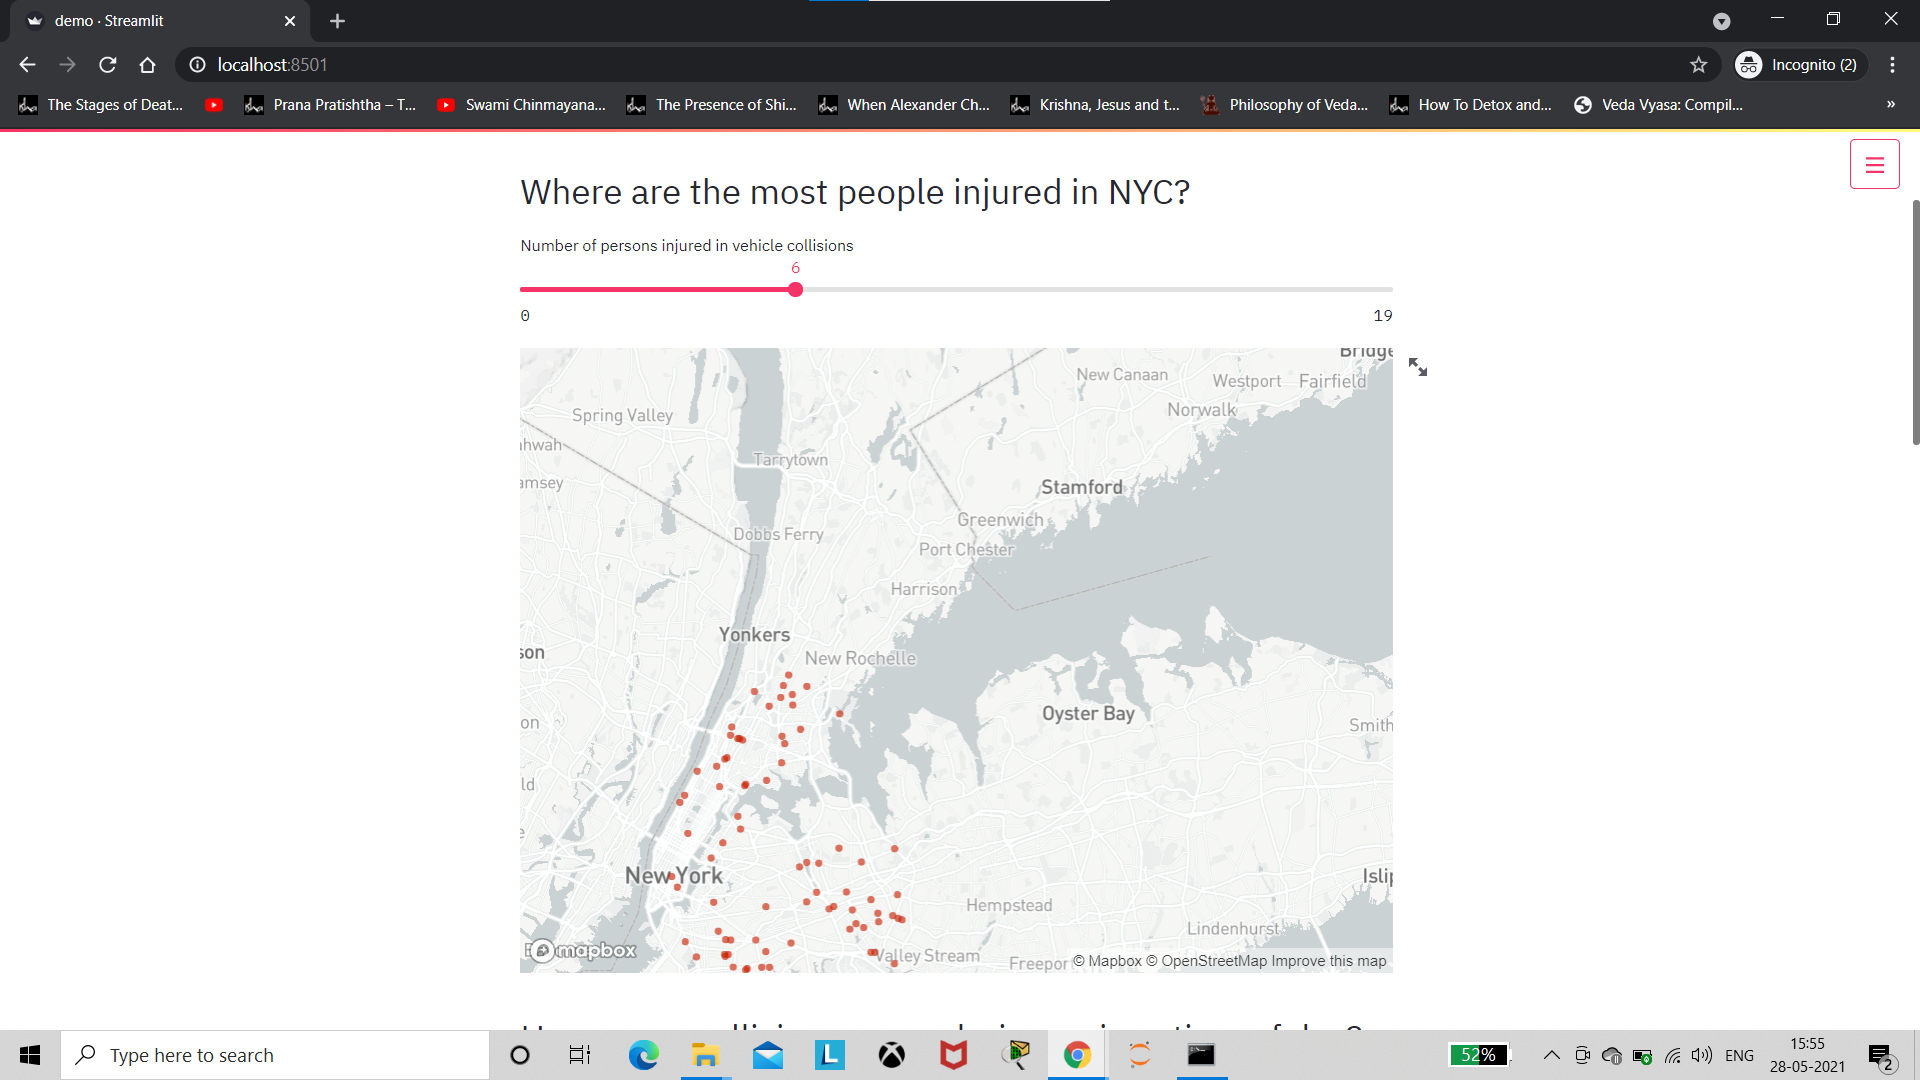 demo · Streamlit
localhost:8501
Incognito (2)
The Stages of Deat...
Prana Pratishtha – T...
Swami Chinmayana...
The Presence of Shi...
When Alexander Ch...
Krishna, Jesus and t...
Philosophy of Veda...
How To Detox and...
Veda Vyasa: Compil...
»
Where are the most people injured in NYC?
Number of persons injured in vehicle collisions
6
0
19
Bridge
New Canaan
Westport
Fairfield
Norwalk
Spring Valley
ahwah
Tarrytown
amsey
Stamford
Greenwich
Dobbs Ferry
Port Chester
Harrison
Yonkers
son
New Rochelle
Oyster Bay
on
Smith
ld
New York
Islip
Hempstead
Lindenhurst
mapbox
Valley Stream
Freepor
© Mapbox © OpenStreetMap Improve this map
Type here to search
52%
ENG
15:55
28-05-2021
2